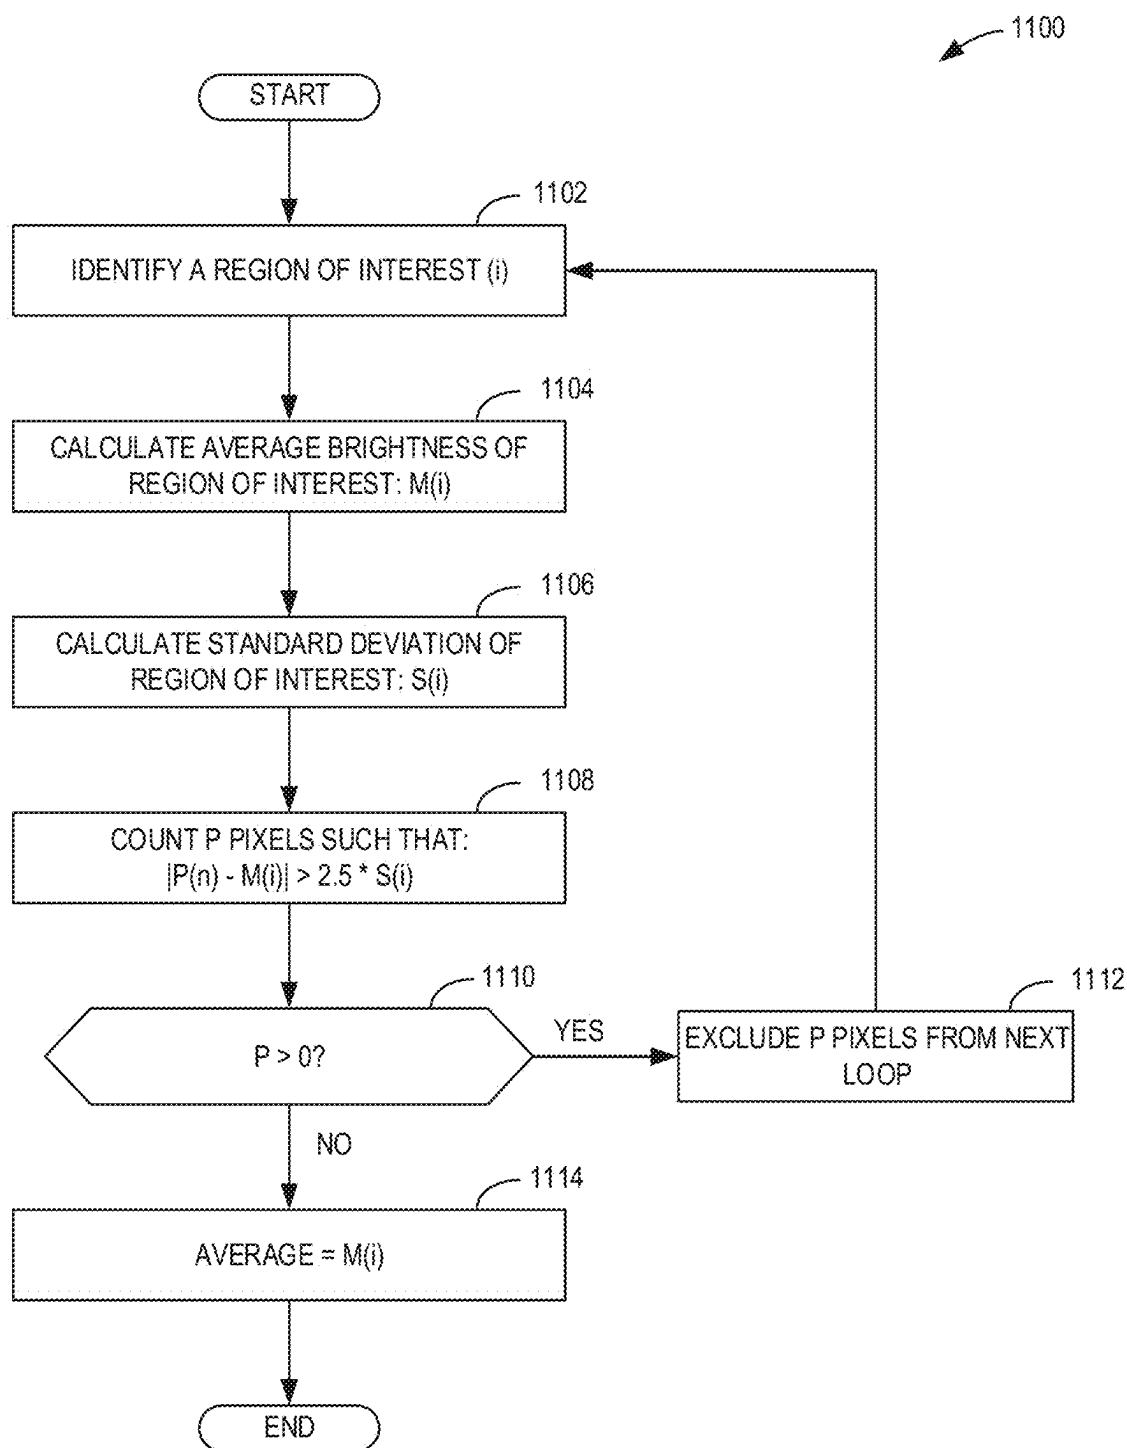 1100
START
1102
IDENTIFY A REGION OF INTEREST (i)
1104
CALCULATE AVERAGE BRIGHTNESS OF
REGION OF INTEREST: M(i)
1106
CALCULATE STANDARD DEVIATION OF
REGION OF INTEREST: S(i)
1108
COUNT P PIXELS SUCH THAT:
|P(n) - M(i)| > 2.5 * S(i)
1110
P > 0?
YES
1112
EXCLUDE P PIXELS FROM NEXT
LOOP
NO
1114
AVERAGE = M(i)
END